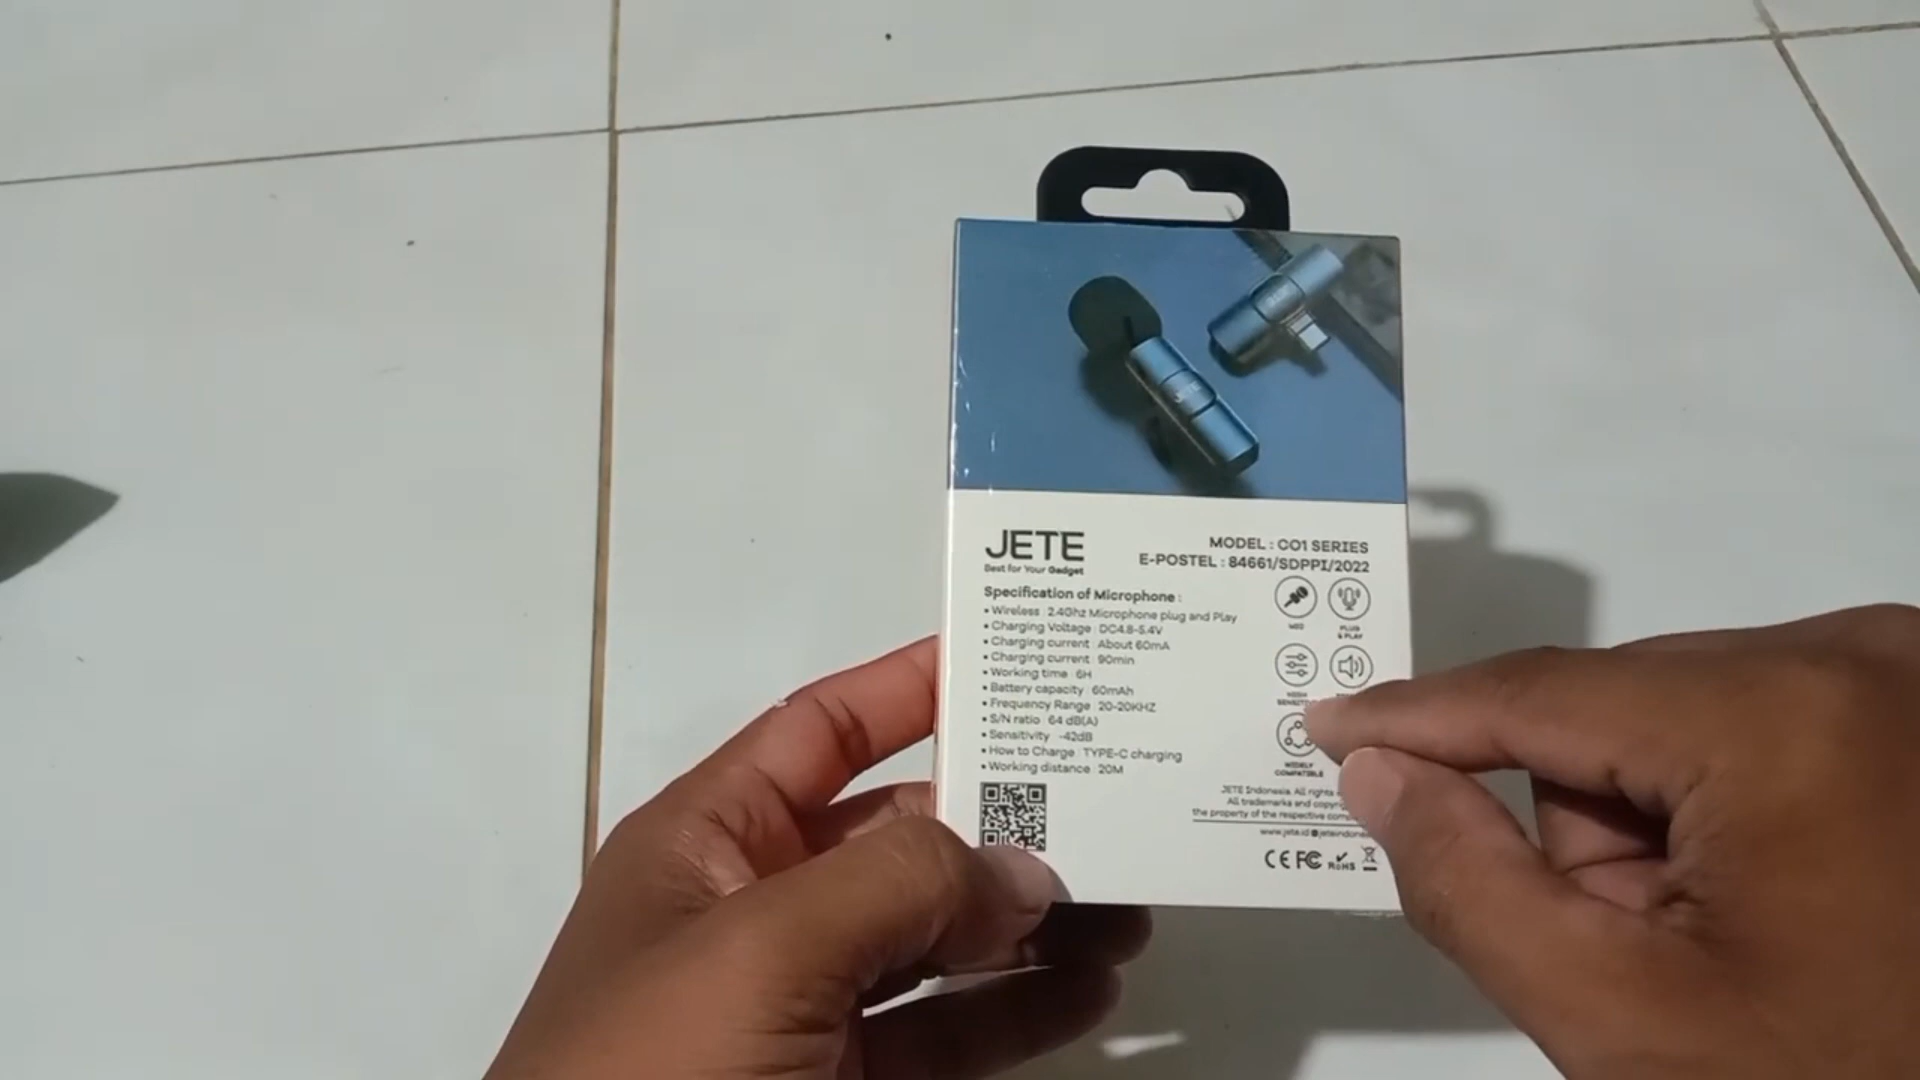 JETE
JETE
Best for Your Gadget
MODEL : C01 SERIES
E-POSTEL : 84661/SDPPI/2022
Specification of Microphone :
• Wireless : 2.4Ghz Microphone plug and Play
• Charging Voltage : DC4.8-5.4V
• Charging current : About 60mA
• Charging current : 90min
• Working time : 6H
• Battery capacity : 60mAh
• Frequency Range : 20-20KHZ
• S/N ratio : 64 dB(A)
• Sensitivity -42dB
• How to Charge : TYPE-C charging
• Working distance : 20M
PLUG
& PLAY
HIGH
WIDELY
COMPATIBLE
JETE Indonesia. All rights
All trademarks and
the property of the respective
www.jete.id
CE FC RoHS